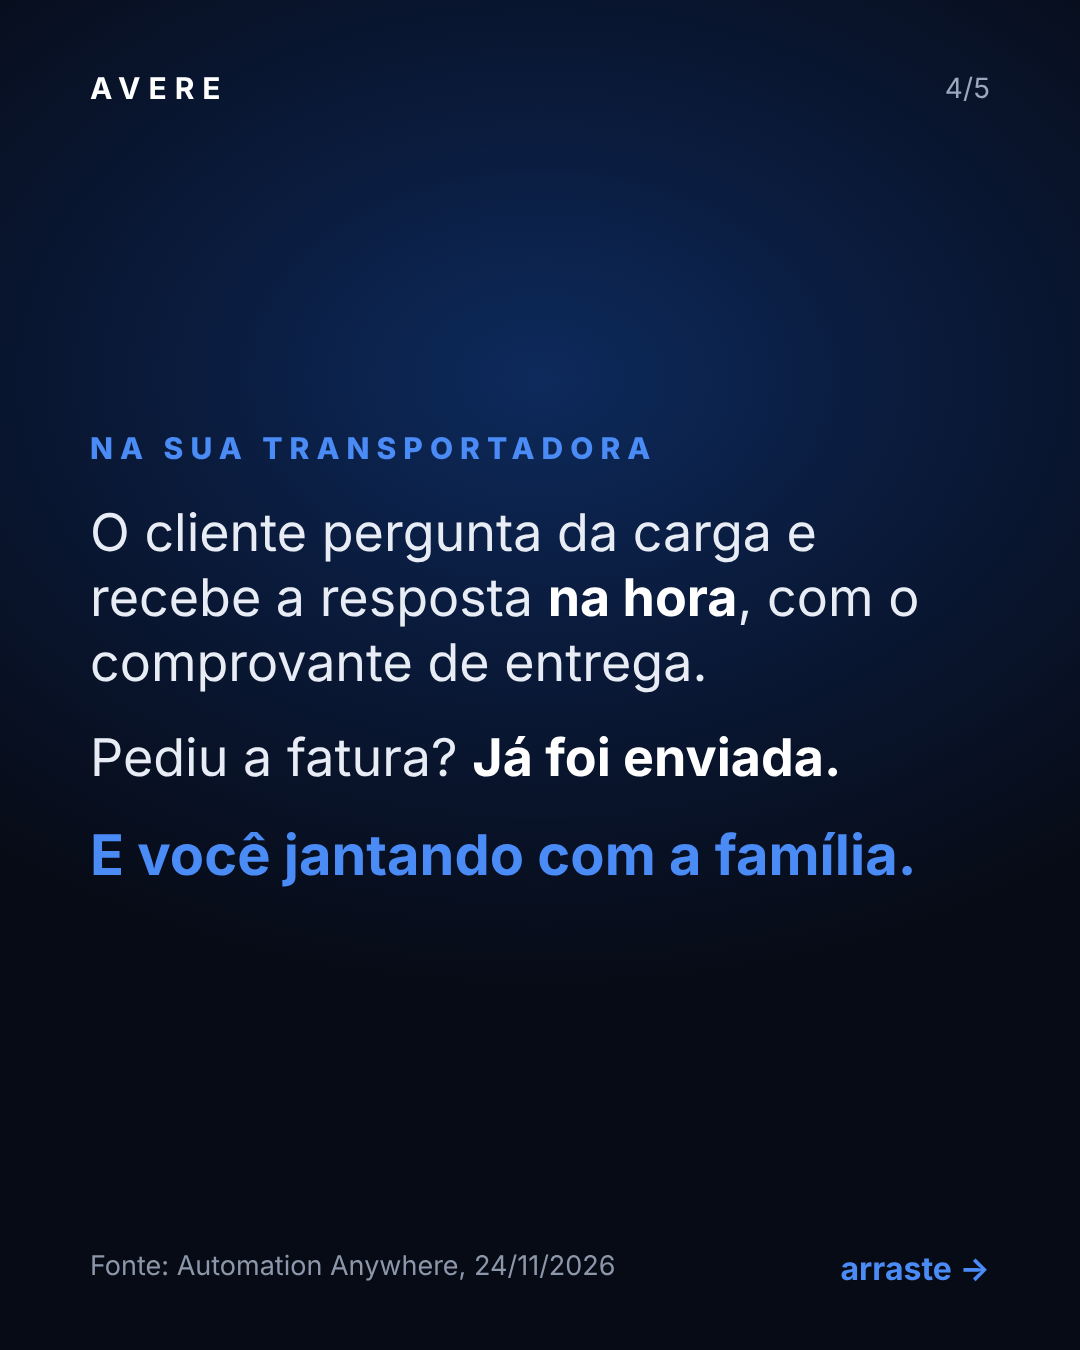 AVERE
4/5
NA SUA TRANSPORTADORA
O cliente pergunta da carga e
recebe a resposta na hora, com o
comprovante de entrega.
Pediu a fatura? Já foi enviada.
E você jantando com a família.
Fonte: Automation Anywhere, 24/11/2026
arraste →